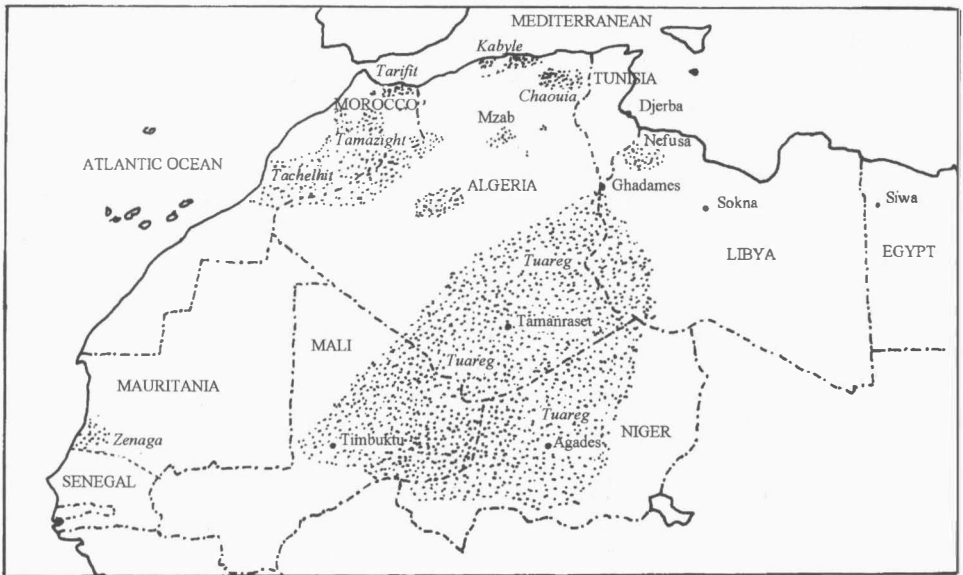 MEDITERRANEAN
Kabyle
Tarifit
TUNISIA
Chaouia
MOROCCO
Djerba
Mzab
Tamazight
Nefusa
ATLANTIC OCEAN
Tachelhit
ALGERIA
Ghadames
Sokna
Siwa
Tuareg
LIBYA
EGYPT
Tamanraset
MALI
Tuareg
MAURITANIA
Tuareg
NIGER
Zenaga
Timbuktu
Agades
SENEGAL